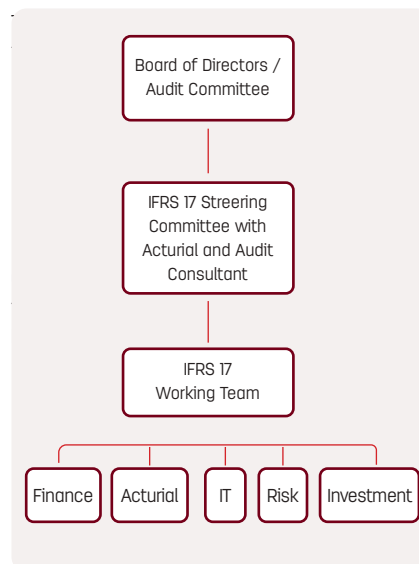 Board of Directors /
Audit Committee
IFRS 17 Streering
Committee with
Acturial and Audit
Consultant
IFRS 17
Working Team
Finance
Acturial
IT
Risk
Investment